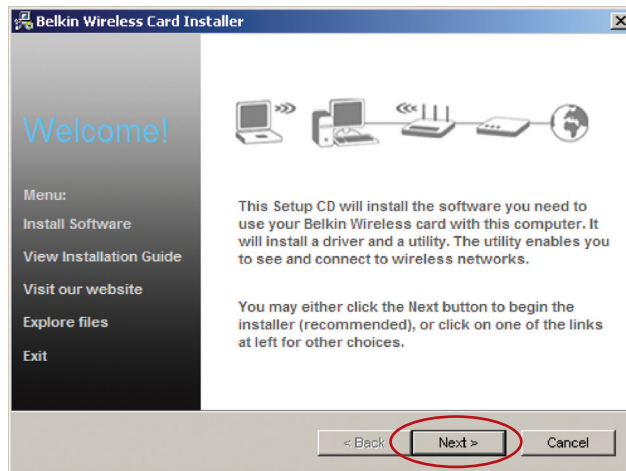 Belkin Wireless Card Installer
Welcome!
Menu:
Install Software
View Installation Guide
Visit our website
Explore files
Exit
This Setup CD will install the software you need to
use your Belkin Wireless card with this computer. It
will install a driver and a utility. The utility enables you
to see and connect to wireless networks.
You may either click the Next button to begin the
installer (recommended), or click on one of the links
at left for other choices.
< Back
Next >
Cancel